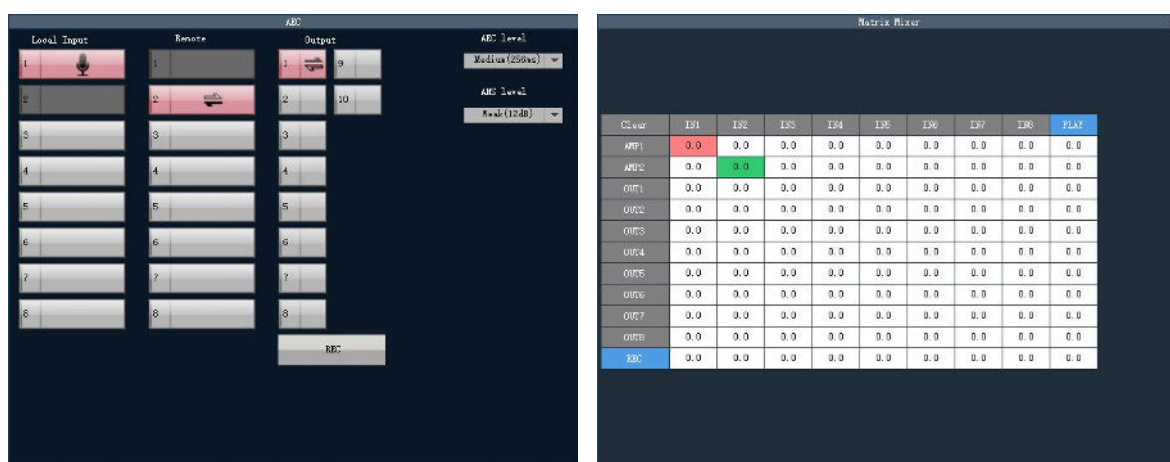 AEC
Local Input Remote Output AEC level
1 1 1 9 Medium(256ms)
2 2 2 10 ANS level
Weak(12dB)
3 3 3
4 4 4
5 5 5
6 6 6
7 7 7
8 8 8
REC
Matrix Mixer
Clear IN1 IN2 IN3 IN4 IN5 IN6 IN7 IN8 PLAY
AMP1 0.0 0.0 0.0 0.0 0.0 0.0 0.0 0.0 0.0
AMP2 0.0 0.0 0.0 0.0 0.0 0.0 0.0 0.0 0.0
OUT1 0.0 0.0 0.0 0.0 0.0 0.0 0.0 0.0 0.0
OUT2 0.0 0.0 0.0 0.0 0.0 0.0 0.0 0.0 0.0
OUT3 0.0 0.0 0.0 0.0 0.0 0.0 0.0 0.0 0.0
OUT4 0.0 0.0 0.0 0.0 0.0 0.0 0.0 0.0 0.0
OUT5 0.0 0.0 0.0 0.0 0.0 0.0 0.0 0.0 0.0
OUT6 0.0 0.0 0.0 0.0 0.0 0.0 0.0 0.0 0.0
OUT7 0.0 0.0 0.0 0.0 0.0 0.0 0.0 0.0 0.0
OUT8 0.0 0.0 0.0 0.0 0.0 0.0 0.0 0.0 0.0
REC 0.0 0.0 0.0 0.0 0.0 0.0 0.0 0.0 0.0